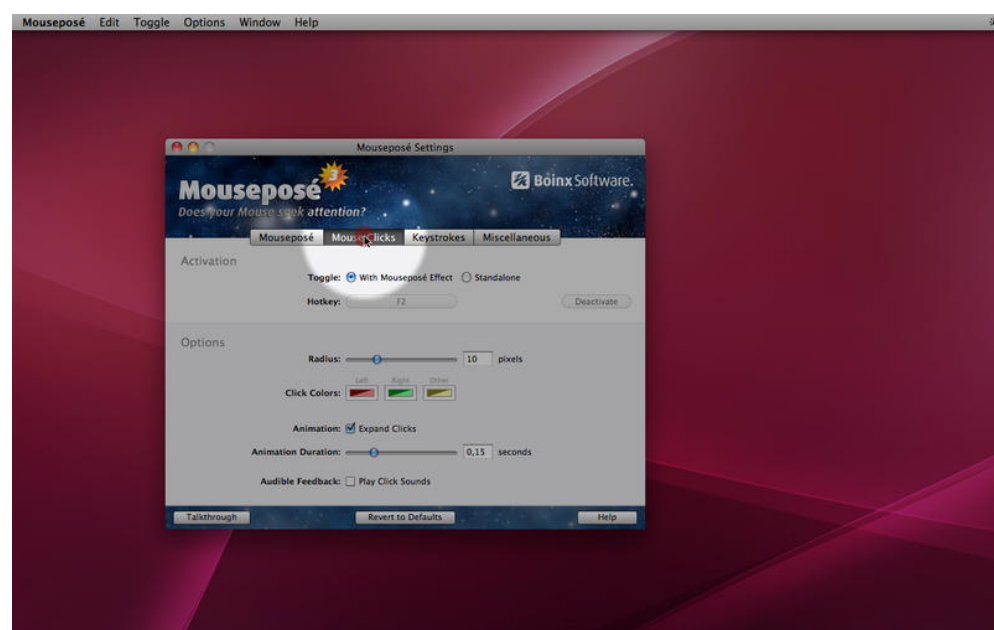 Mouseposé Edit Toggle Options Window Help
Mouseposé Settings
Mouseposé 3
Does your Mouse seek attention?
Boinx Software.
Mouseposé Mouse Clicks Keystrokes Miscellaneous
Activation
Toggle: With Mouseposé Effect Standalone
Hotkey: F2 Deactivate
Options
Radius: 10 pixels
Left Right Other
Click Colors:
Animation: Expand Clicks
Animation Duration: 0,15 seconds
Audible Feedback: Play Click Sounds
Talkthrough Revert to Defaults Help